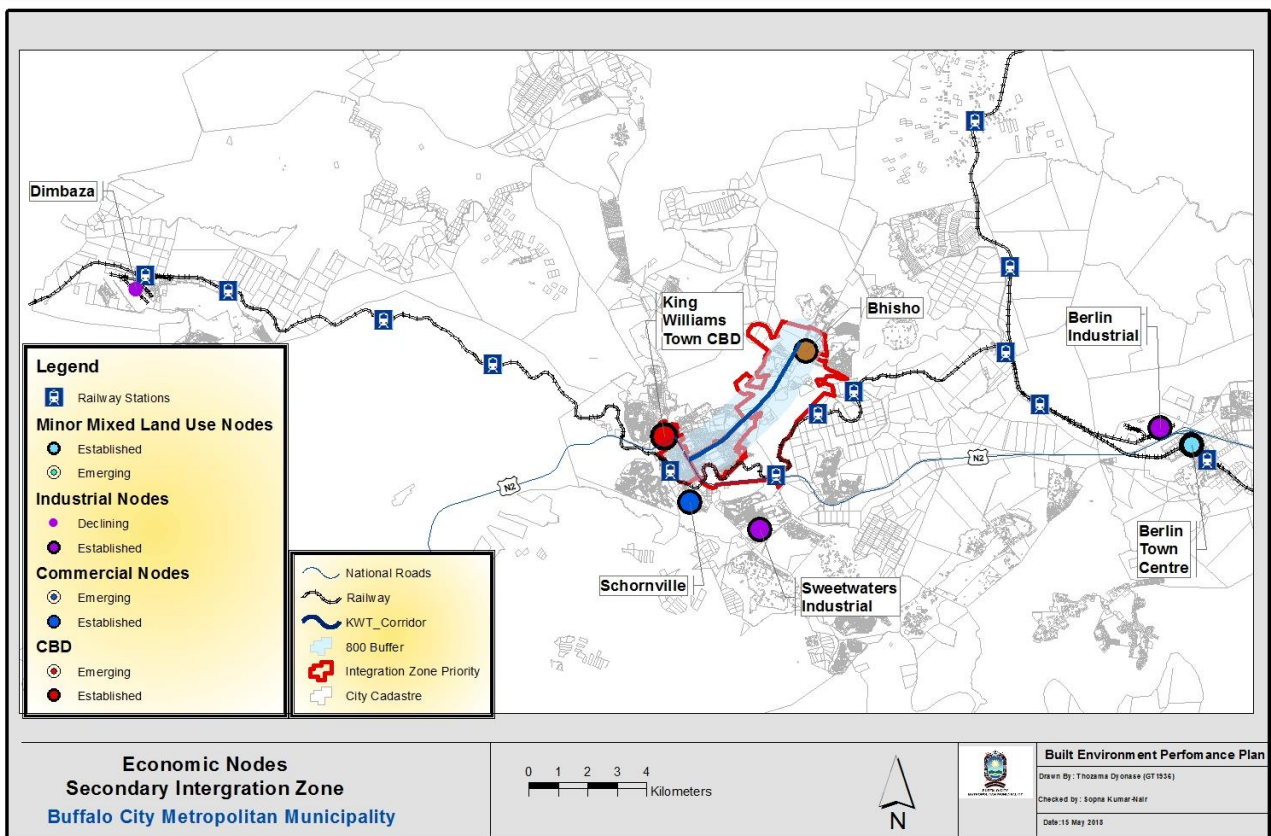 Dimbaza
King
Williams
Town CBD
Bhisho
Berlin
Industrial
N2
N2
Schornville
Sweetwaters
Industrial
Berlin
Town
Centre
Legend
Railway Stations
Minor Mixed Land Use Nodes
Established
Emerging
Industrial Nodes
Declining
Established
Commercial Nodes
Emerging
Established
CBD
Emerging
Established
National Roads
Railway
KWT_Corridor
800 Buffer
Integration Zone Priority
City Cadastre
Economic Nodes
Secondary Intergration Zone
Buffalo City Metropolitan Municipality
0 1 2 3 4
Kilometers
N
BUFFALO CITY
METROPOLITAN MUNICIPALITY
Built Environment Perfomance Plan
Drawn By: Thozama Dyonase (GT1936)
Checked by: Sopna Kumar-Nair